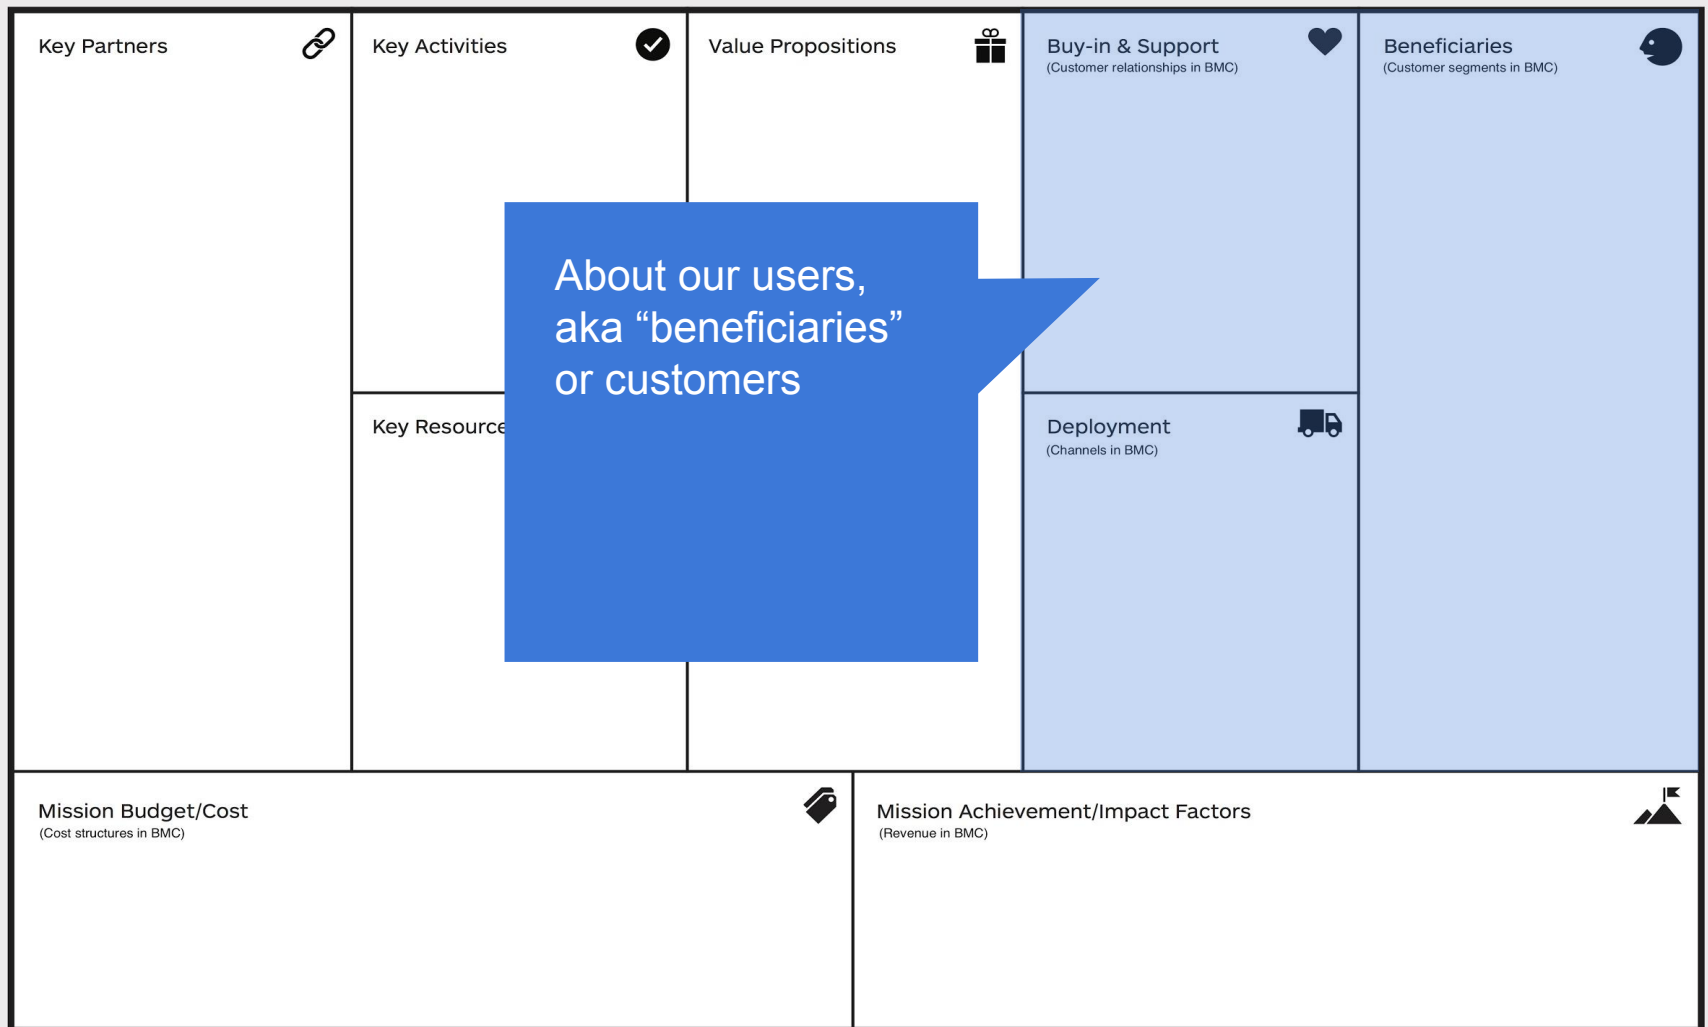 Key Partners
Key Activities
Value Propositions
Buy-in & Support
(Customer relationships in BMC)
Beneficiaries
(Customer segments in BMC)
About our users,
aka “beneficiaries”
or customers
Key Resource
Deployment
(Channels in BMC)
Mission Budget/Cost
(Cost structures in BMC)
Mission Achievement/Impact Factors
(Revenue in BMC)